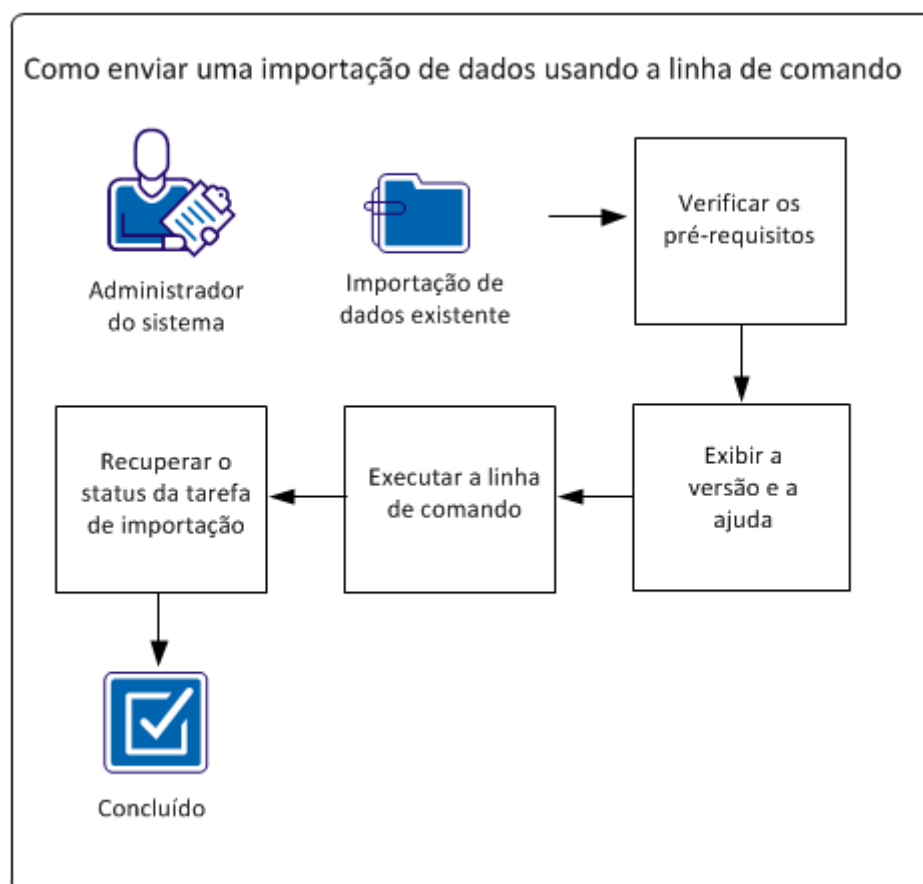 Como enviar uma importação de dados usando a linha de comando
Administrador
do sistema
Importação de
dados existente
Verificar os
pré-requisitos
Exibir a
versão e a
ajuda
Executar a linha
de comando
Recuperar o
status da tarefa
de importação
Concluído